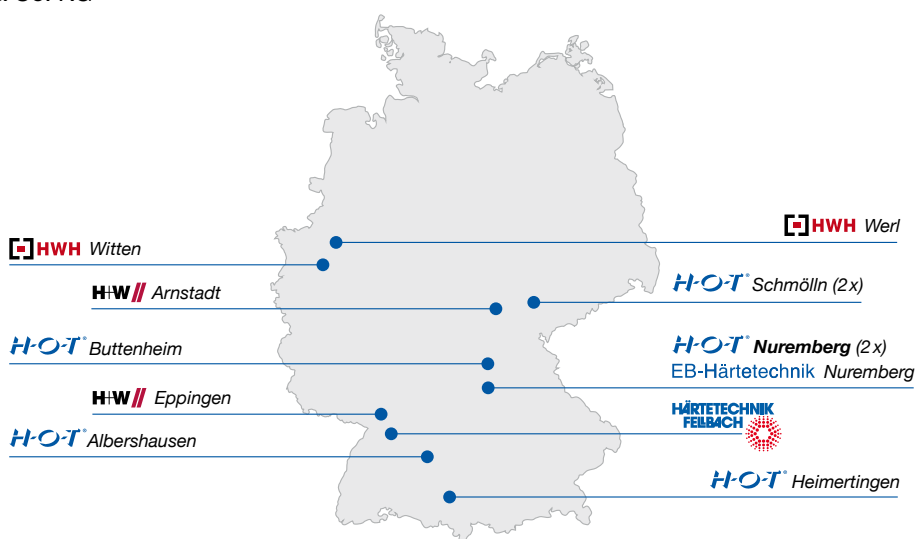 HWH Werl
HWH Witten
H+W Arnstadt
H-O-T® Schmölln (2x)
H-O-T® Buttenheim
H-O-T® Nuremberg (2x)
EB-Härtetechnik Nuremberg
H+W Eppingen
HÄRTETECHNIK
FELLBACH
H-O-T® Albershausen
H-O-T® Heimertingen